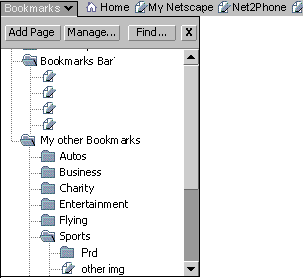 Bookmarks Home My Netscape Net2Phone
Add Page Manage... Find... X
Bookmarks Bar
My other Bookmarks
Autos
Business
Charity
Entertainment
Flying
Sports
Prd
other img